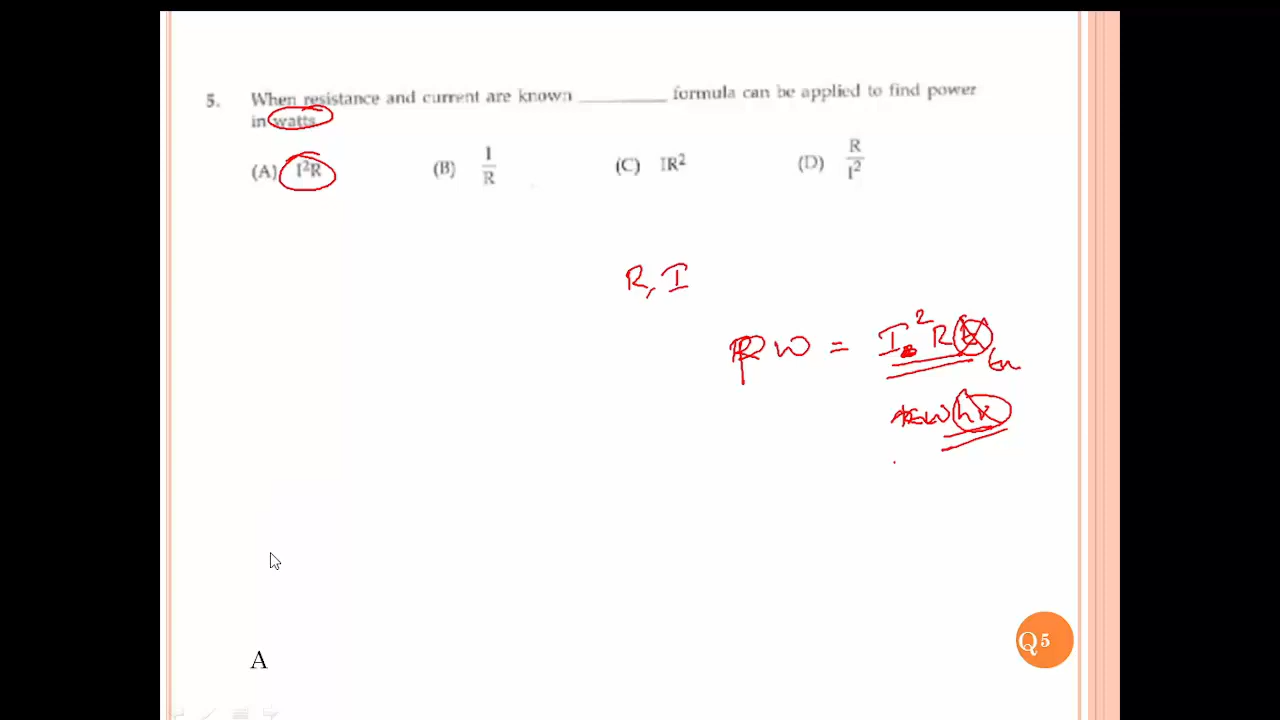 5. When resistance and current are known ________ formula can be applied to find power
in watts.
(A) I²R (B) 1/R (C) IR² (D) R/I²
R, I
W = I²R
A
Q5